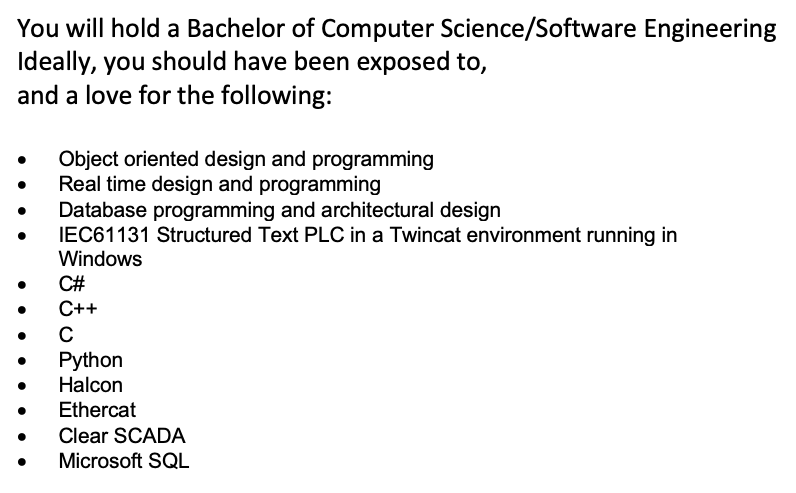 You will hold a Bachelor of Computer Science/Software Engineering
Ideally, you should have been exposed to,
and a love for the following:
• Object oriented design and programming
• Real time design and programming
• Database programming and architectural design
• IEC61131 Structured Text PLC in a Twincat environment running in
Windows
• C#
• C++
• C
• Python
• Halcon
• Ethercat
• Clear SCADA
• Microsoft SQL